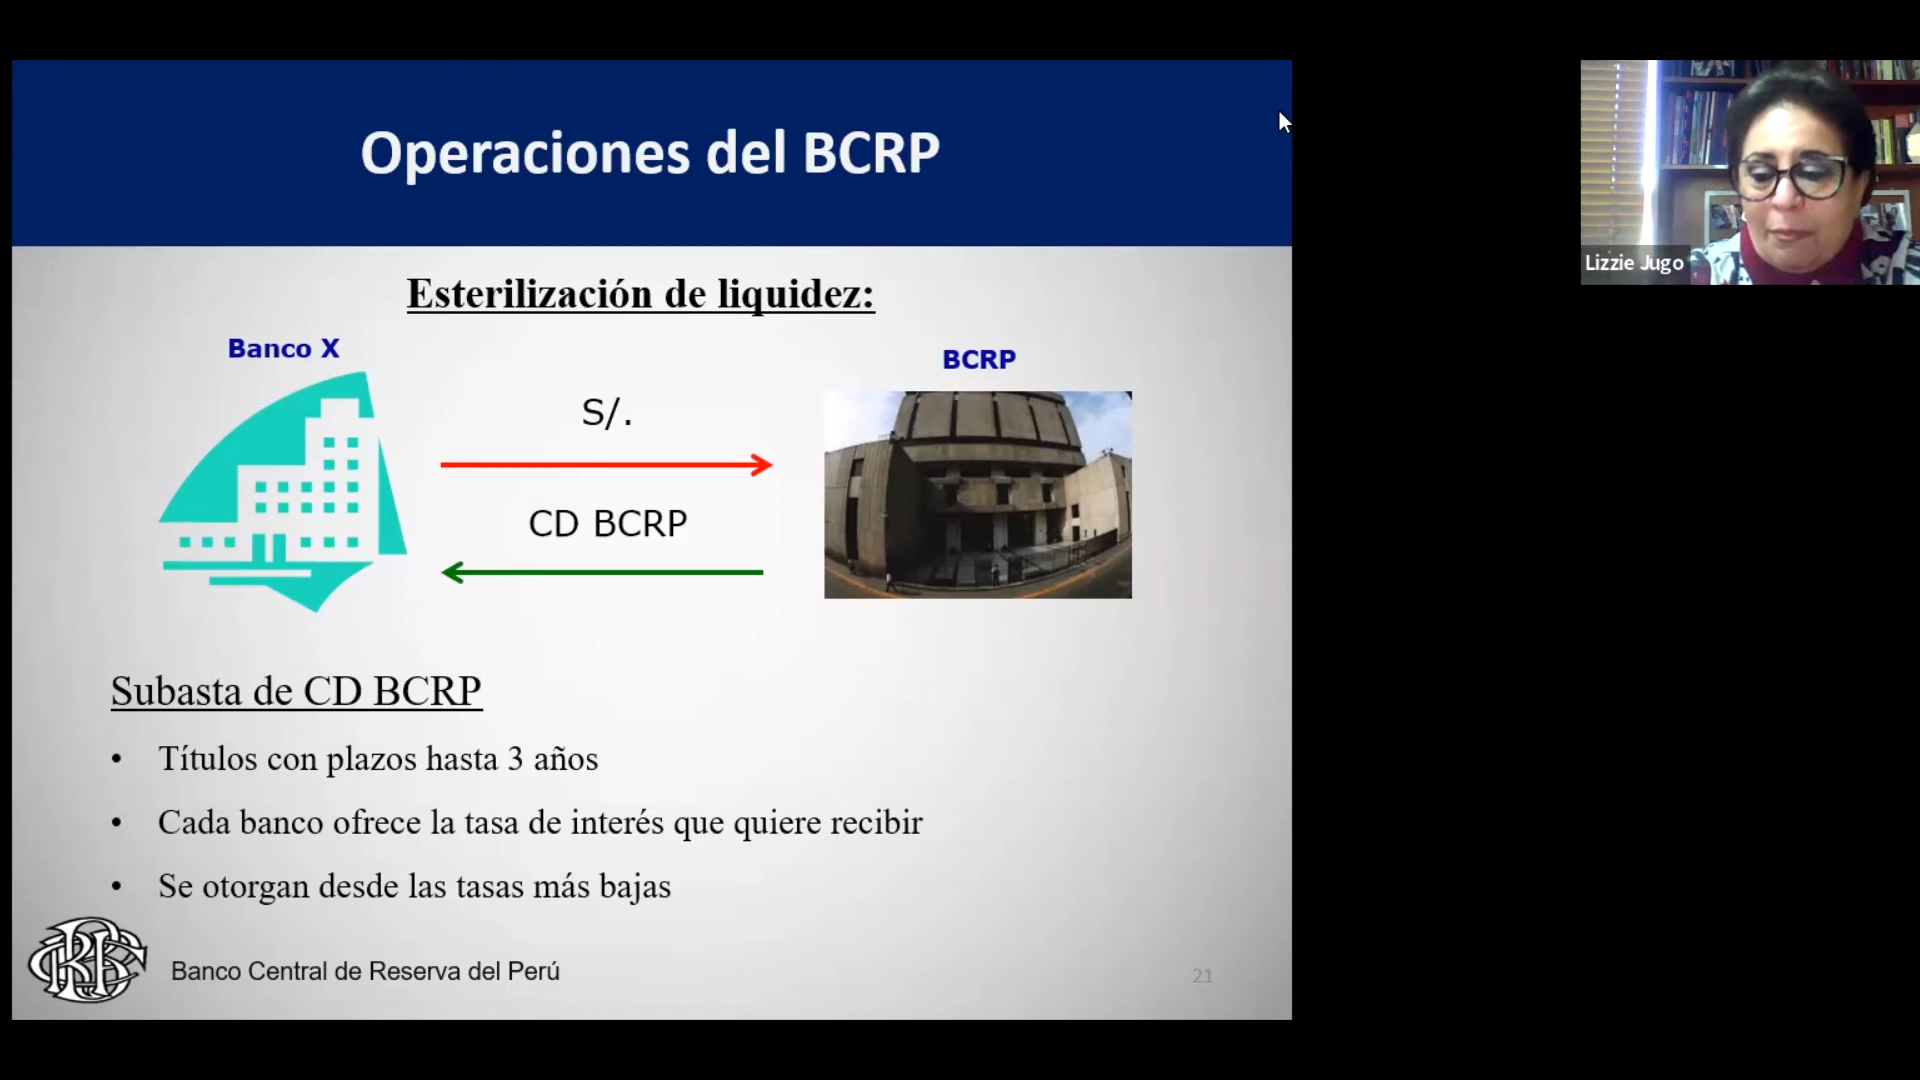 Operaciones del BCRP
Esterilización de liquidez:
Banco X
BCRP
S/.
CD BCRP
Subasta de CD BCRP
• Títulos con plazos hasta 3 años
• Cada banco ofrece la tasa de interés que quiere recibir
• Se otorgan desde las tasas más bajas
Banco Central de Reserva del Perú
21
Lizzie Jugo